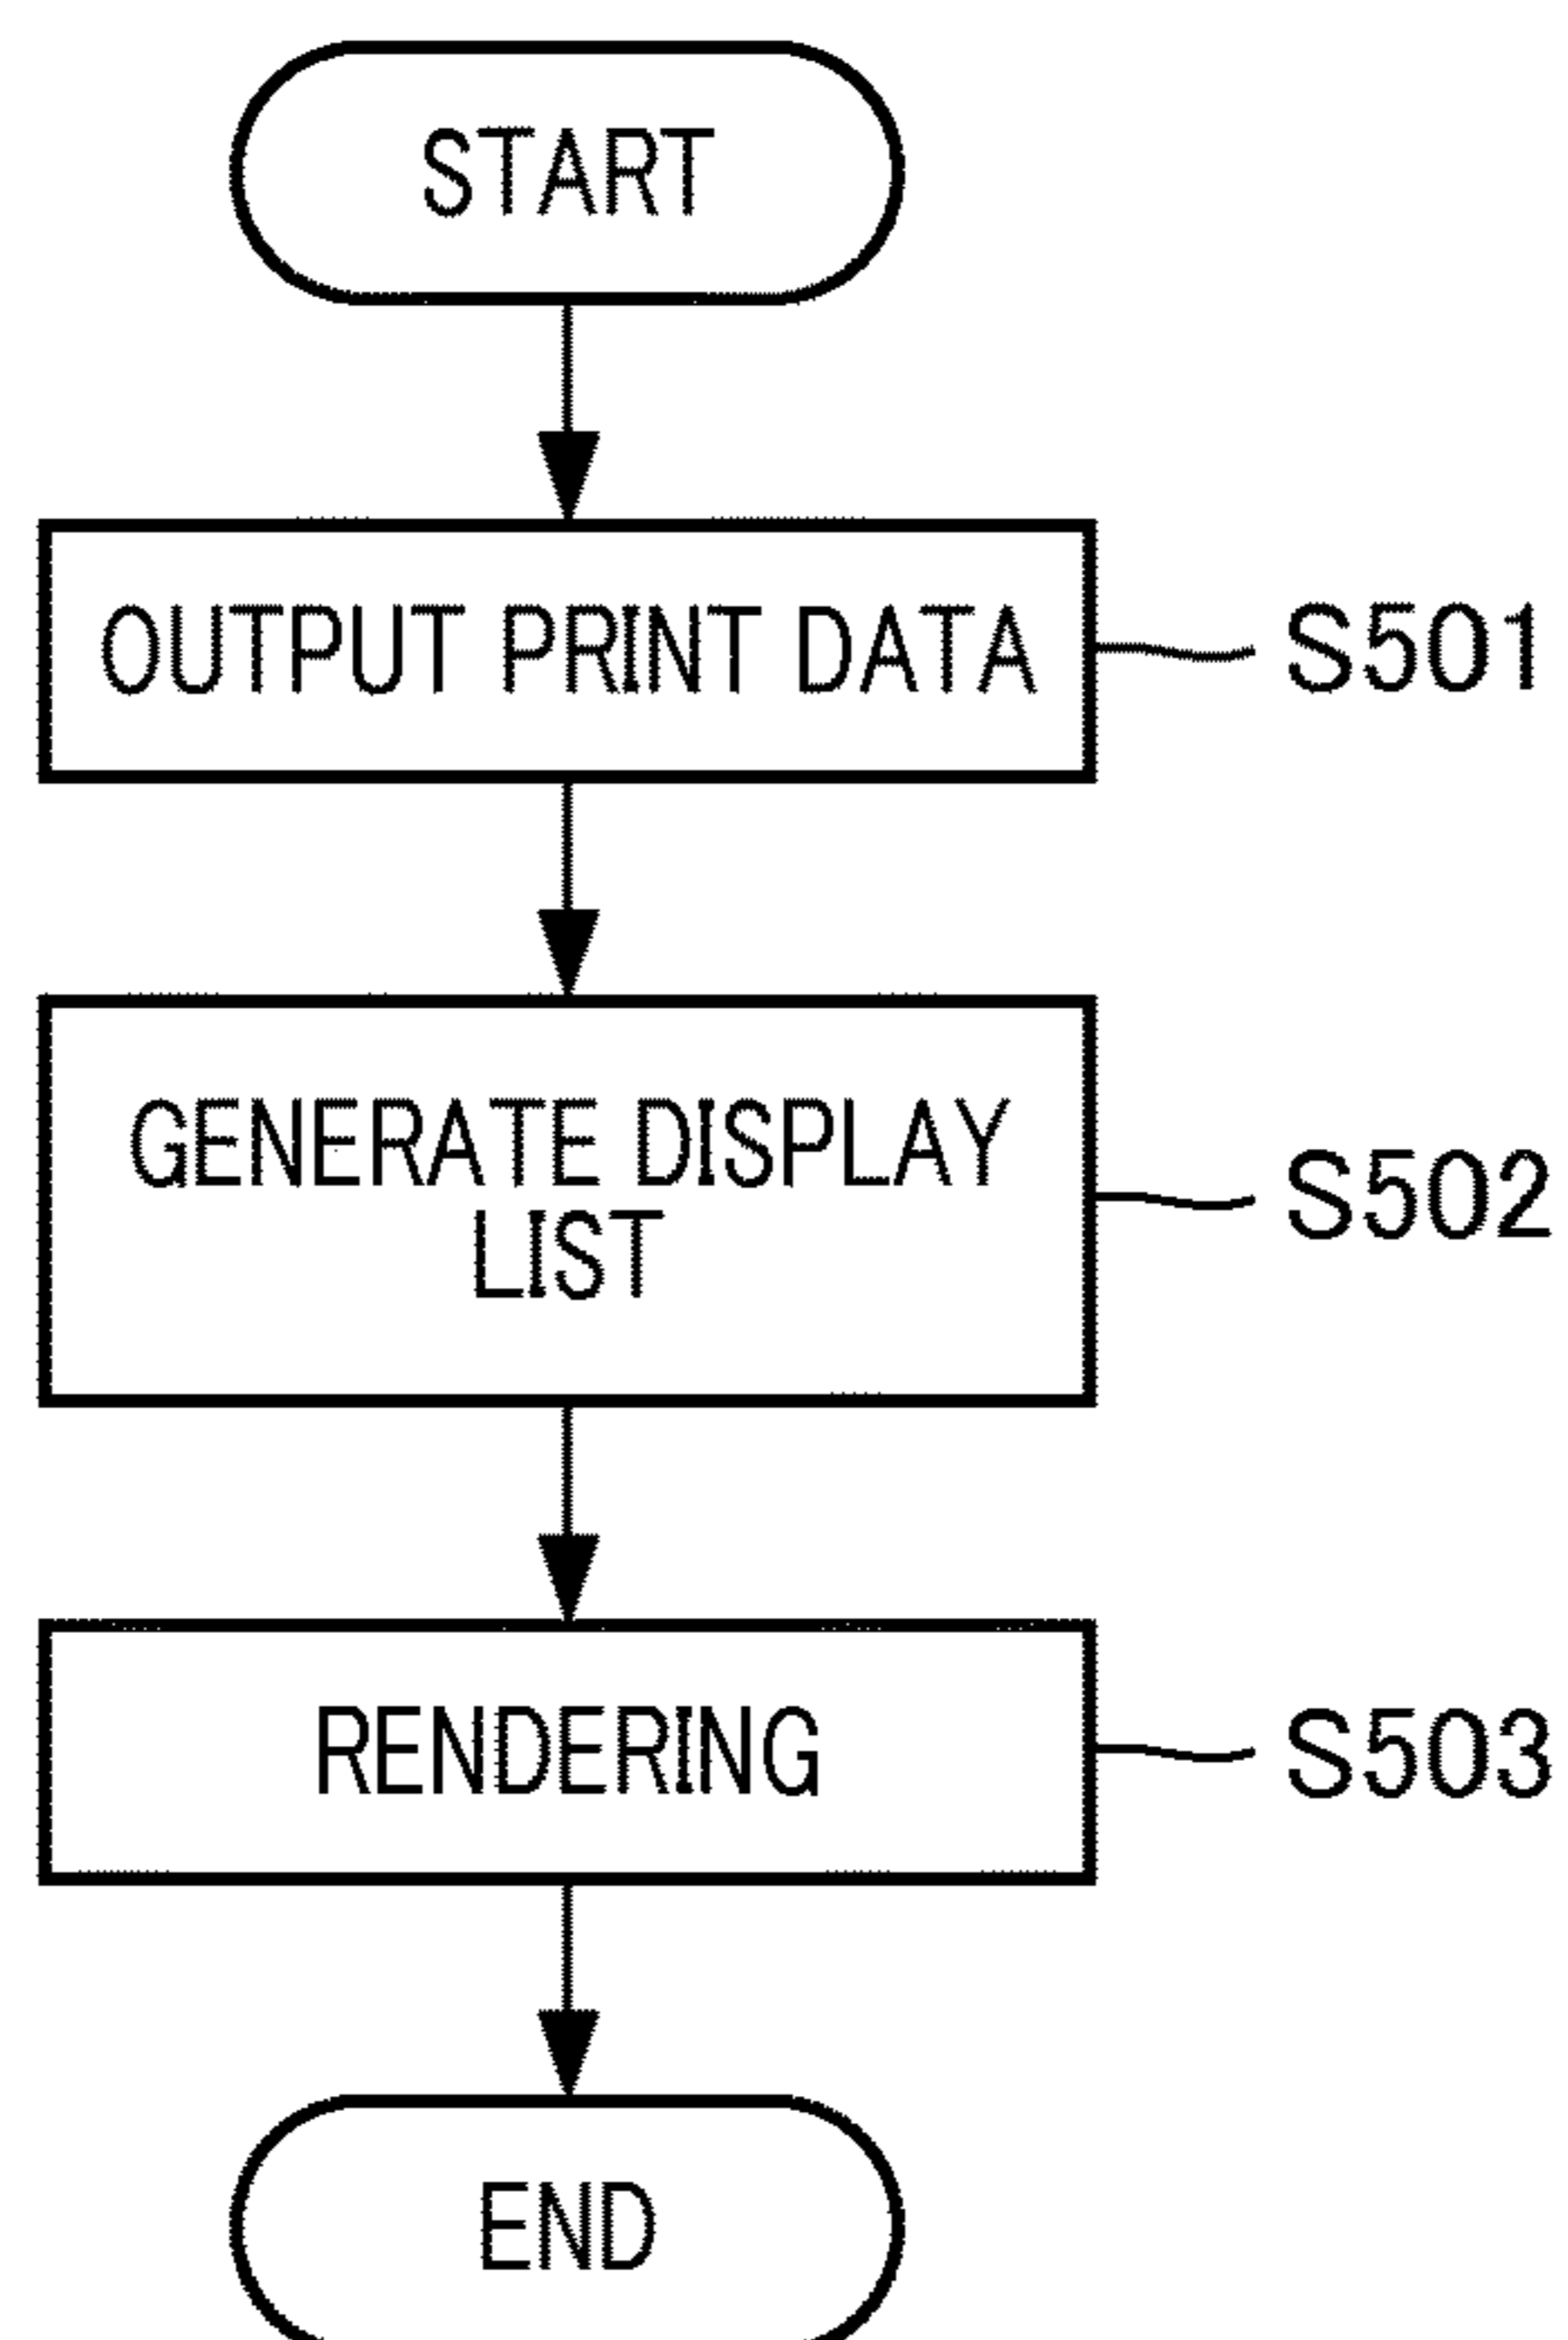 START
OUTPUT PRINT DATA
S501
GENERATE DISPLAY
LIST
S502
RENDERING
S503
END